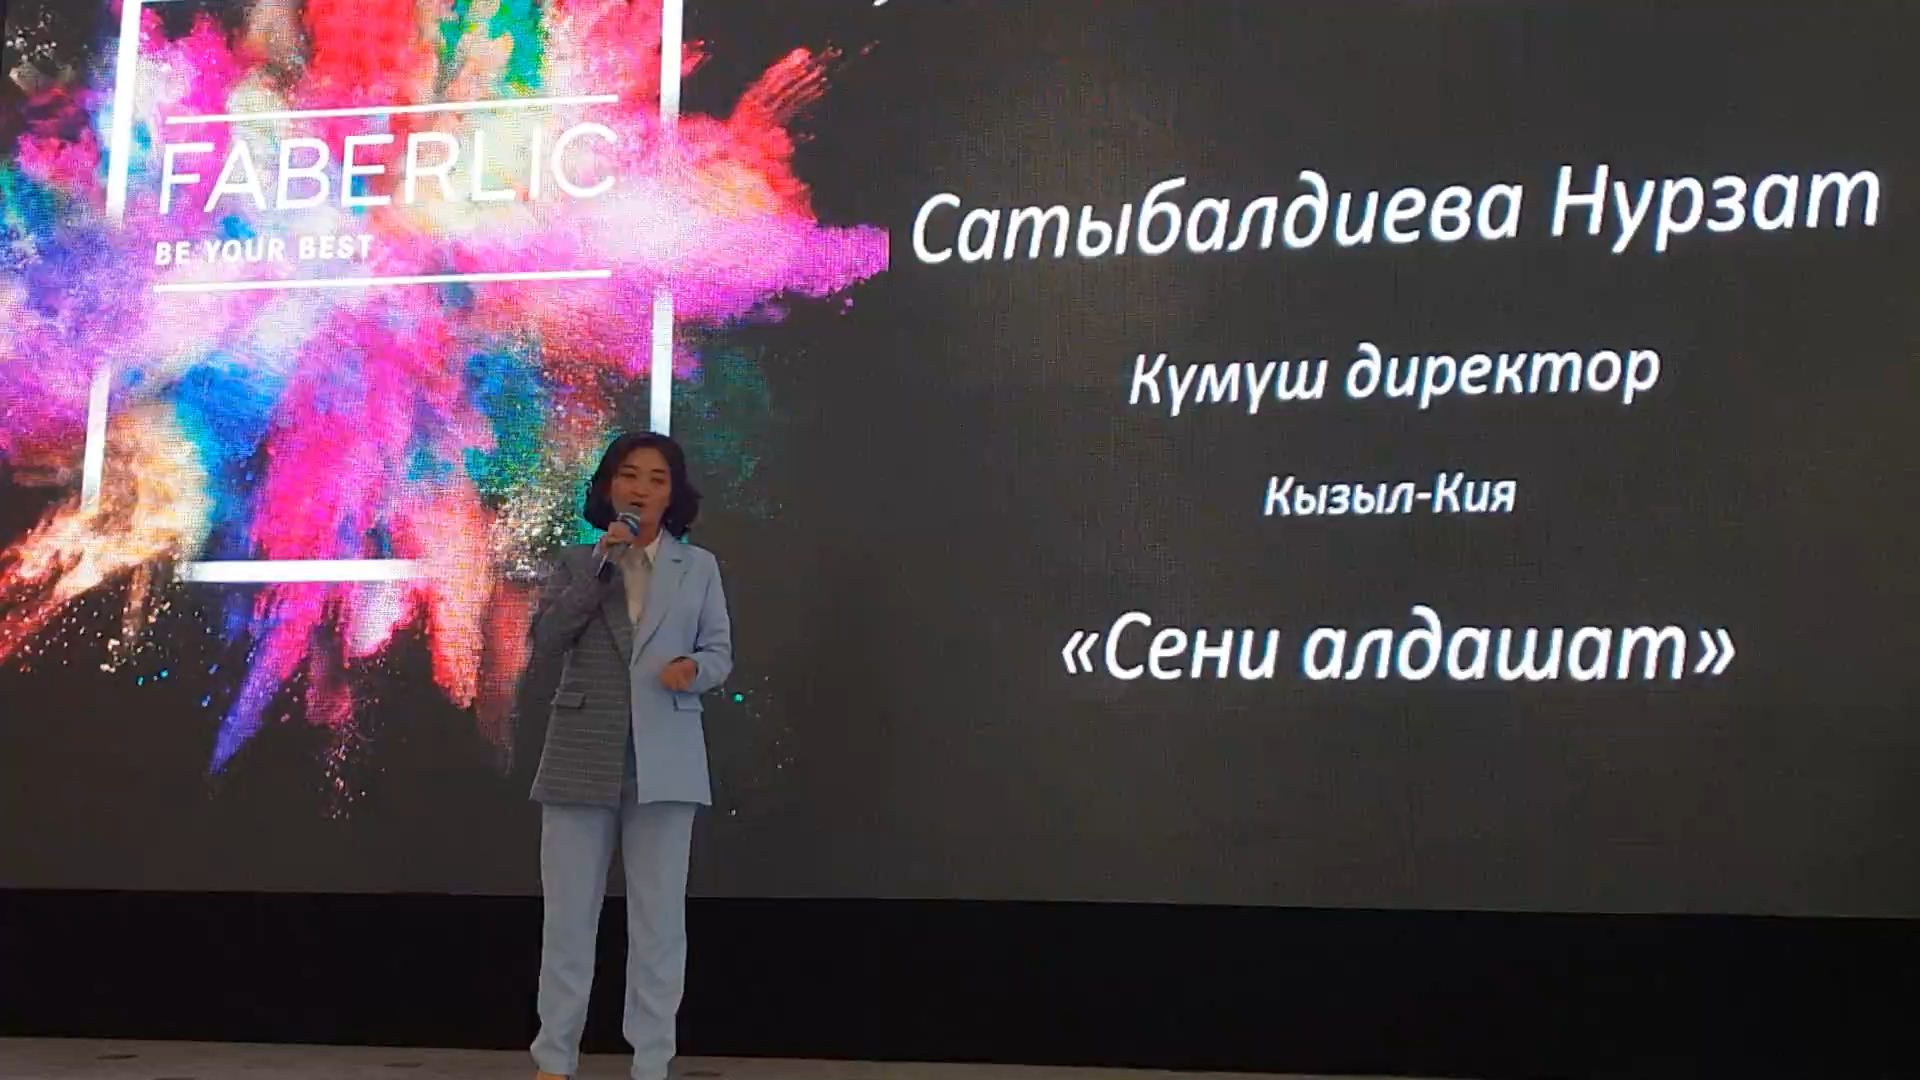 FABERLIC
BE YOUR BEST
Сатыбалдиева Нурзат
Күмүш директор
Кызыл-Кия
«Сени алдашат»